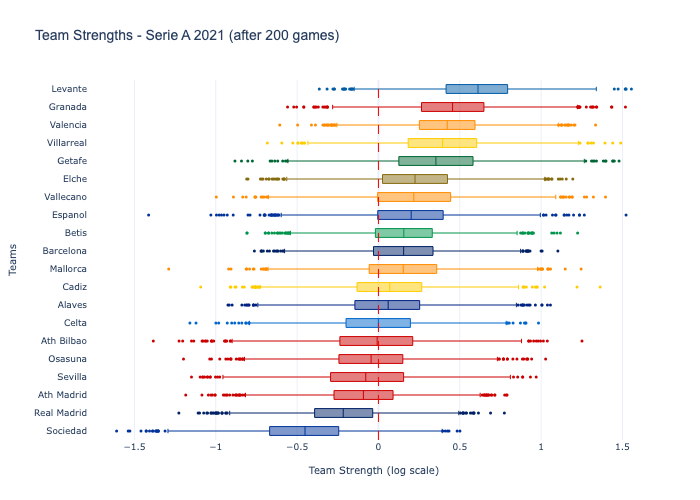 Team Strengths - Serie A 2021 (after 200 games)
Levante
Granada
Valencia
Villarreal
Getafe
Elche
Vallecano
Espanol
Betis
Barcelona
Mallorca
Cadiz
Alaves
Celta
Ath Bilbao
Osasuna
Sevilla
Ath Madrid
Real Madrid
Sociedad
Teams
−1.5
−1
−0.5
0
0.5
1
1.5
Team Strength (log scale)